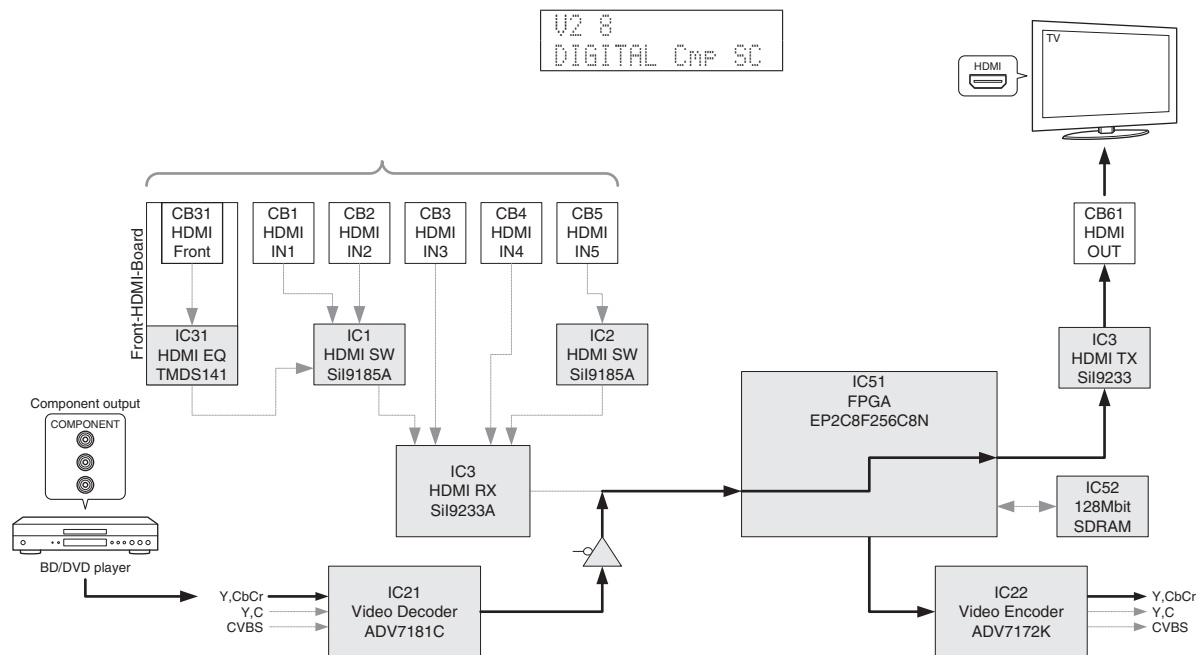 V2 8
DIGITAL Cmp SC
TV
HDMI
Front-HDMI-Board
CB31
HDMI
Front
CB1
HDMI
IN1
CB2
HDMI
IN2
CB3
HDMI
IN3
CB4
HDMI
IN4
CB5
HDMI
IN5
CB61
HDMI
OUT
IC31
HDMI EQ
TMDS141
IC1
HDMI SW
SiI9185A
IC2
HDMI SW
SiI9185A
IC3
HDMI TX
SiI9233
IC51
FPGA
EP2C8F256C8N
Component output
COMPONENT
BD/DVD player
IC3
HDMI RX
SiI9233A
IC52
128Mbit
SDRAM
Y,CbCr
Y,C
CVBS
IC21
Video Decoder
ADV7181C
IC22
Video Encoder
ADV7172K
Y,CbCr
Y,C
CVBS